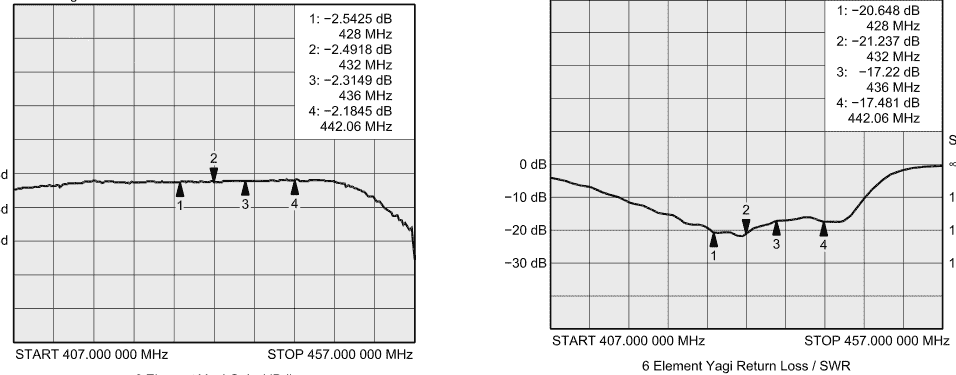 1: −2.5425 dB
428 MHz
2: −2.4918 dB
432 MHz
3: −2.3149 dB
436 MHz
4: −2.1845 dB
442.06 MHz
2
1
3
4
START 407.000 000 MHz
STOP 457.000 000 MHz
1: −20.648 dB
428 MHz
2: −21.237 dB
432 MHz
3: −17.22 dB
436 MHz
4: −17.481 dB
442.06 MHz
S
0 dB
∞
−10 dB
1
−20 dB
1
−30 dB
1
2
1
3
4
START 407.000 000 MHz
STOP 457.000 000 MHz
6 Element Yagi Return Loss / SWR